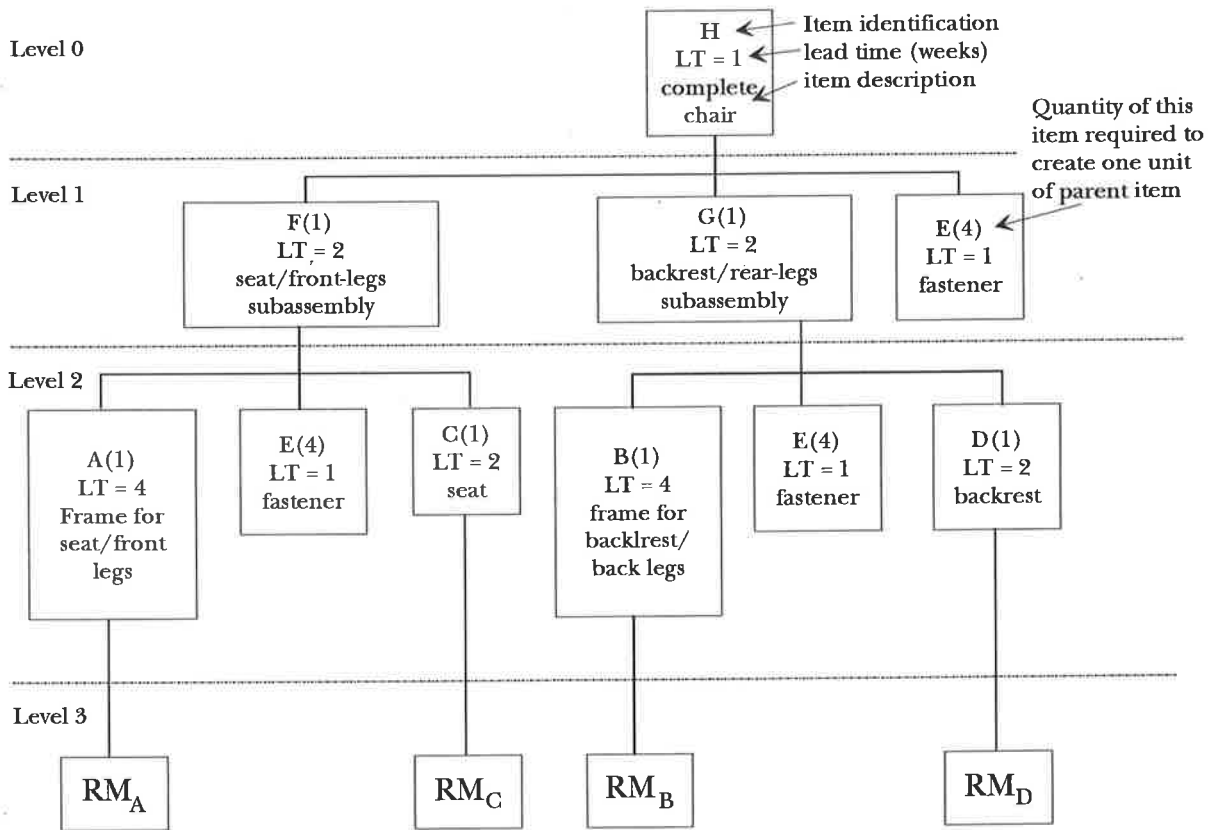 Level 0
H
LT = 1
complete
chair
Item identification
lead time (weeks)
item description
Quantity of this
item required to
create one unit
of parent item
Level 1
F(1)
LT = 2
seat/front-legs
subassembly
G(1)
LT = 2
backrest/rear-legs
subassembly
E(4)
LT = 1
fastener
Level 2
A(1)
LT = 4
Frame for
seat/front
legs
E(4)
LT = 1
fastener
C(1)
LT = 2
seat
B(1)
LT = 4
frame for
backlrest/
back legs
E(4)
LT = 1
fastener
D(1)
LT = 2
backrest
Level 3
RM_A
RM_C
RM_B
RM_D